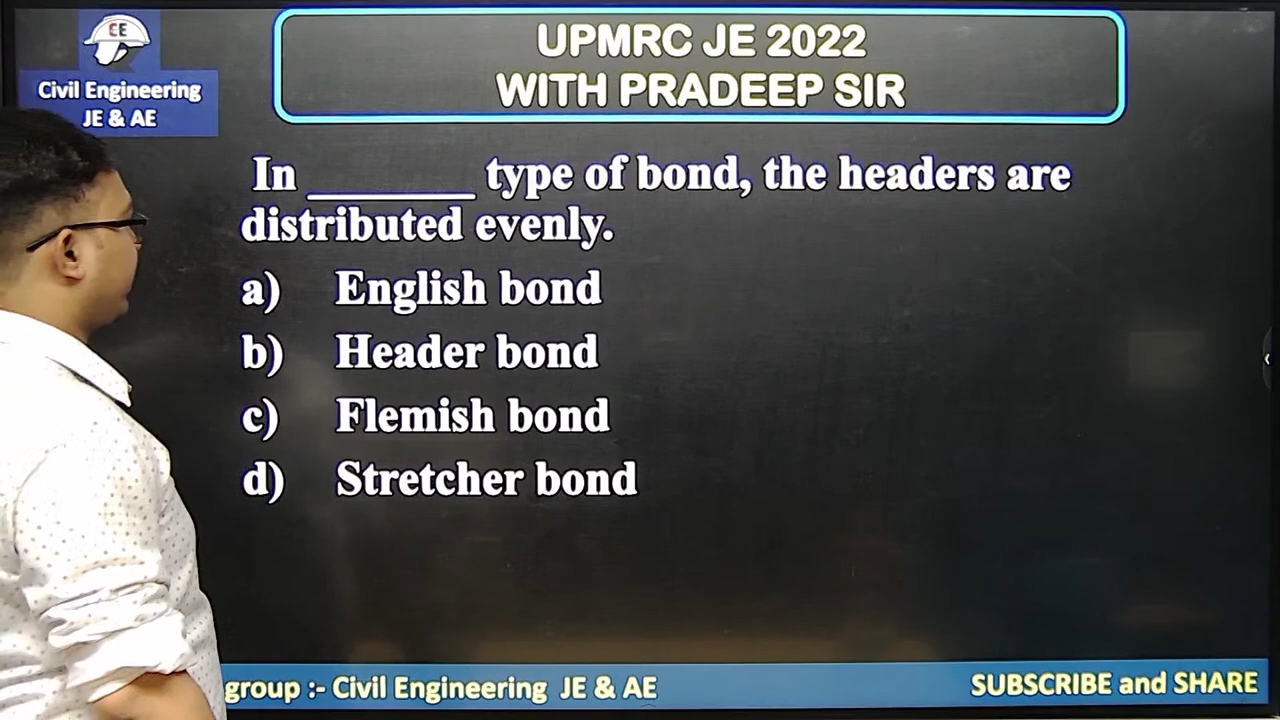 CE
Civil Engineering
JE & AE
UPMRC JE 2022
WITH PRADEEP SIR
In _______ type of bond, the headers are
distributed evenly.
a) English bond
b) Header bond
c) Flemish bond
d) Stretcher bond
group :- Civil Engineering JE & AE
SUBSCRIBE and SHARE